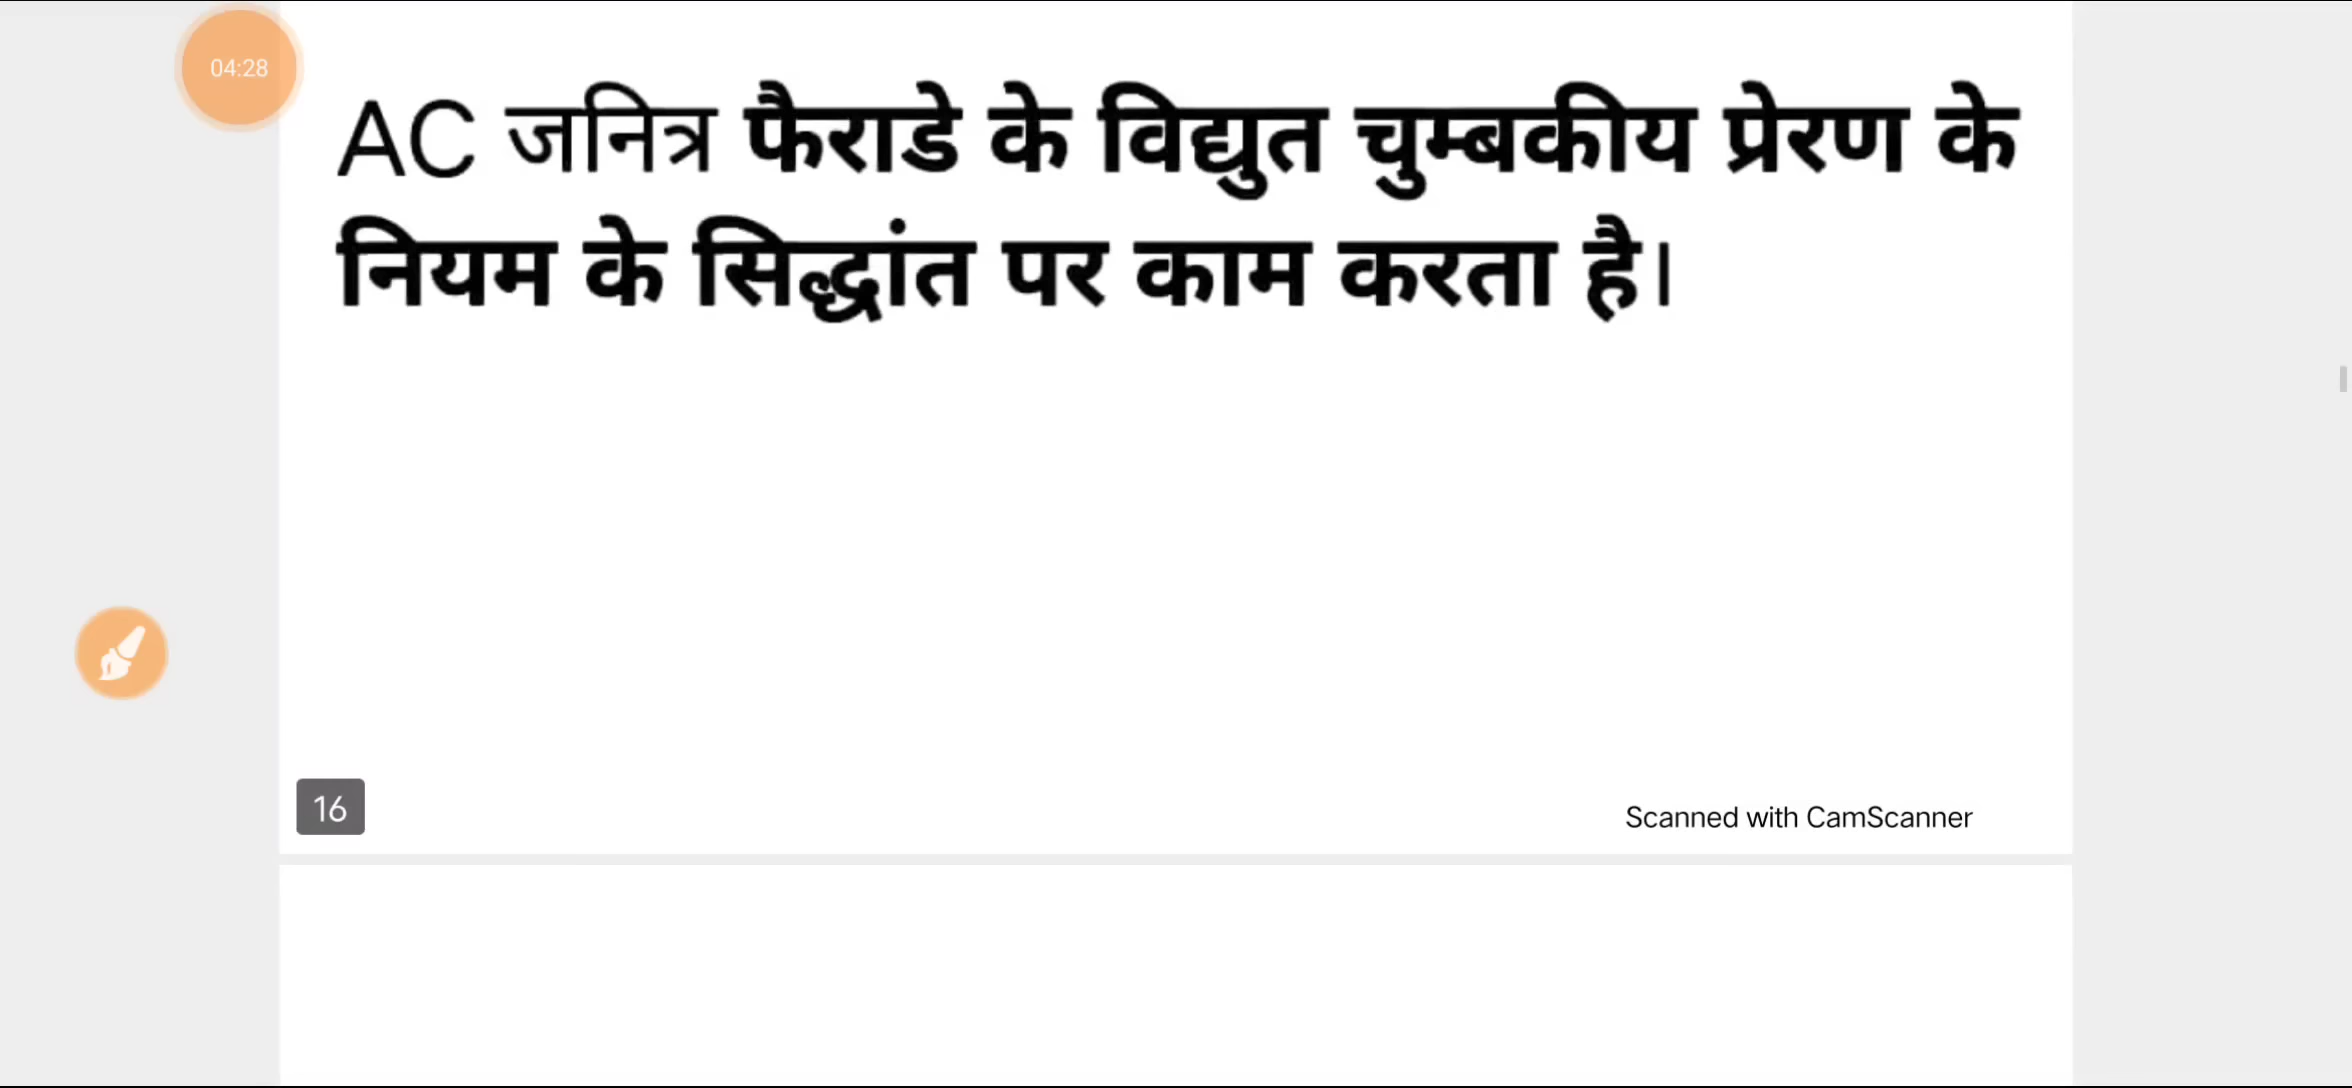 04:28
AC जनित्र फैराडे के विद्युत चुम्बकीय प्रेरण के
नियम के सिद्धांत पर काम करता है।
16
Scanned with CamScanner